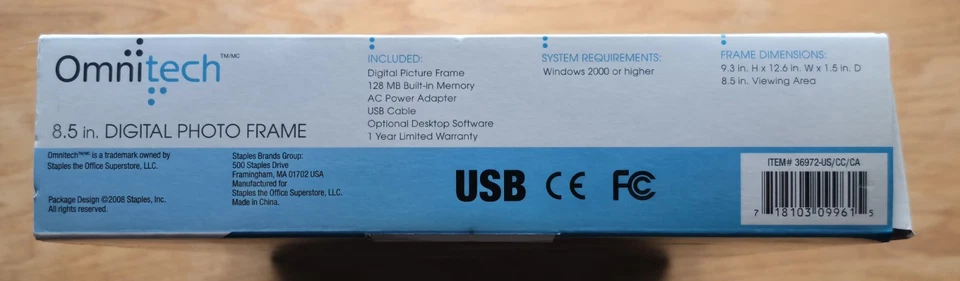 Omnitech™/MC
8.5 in. DIGITAL PHOTO FRAME
INCLUDED:
Digital Picture Frame
128 MB Built-in Memory
AC Power Adapter
USB Cable
Optional Desktop Software
1 Year Limited Warranty
SYSTEM REQUIREMENTS:
Windows 2000 or higher
FRAME DIMENSIONS:
9.3 in. H x 12.6 in. W x 1.5 in. D
8.5 in. Viewing Area
Omnitech™/MC is a trademark owned by
Staples the Office Superstore, LLC.
Package Design ©2008 Staples, Inc.
All rights reserved.
Staples Brands Group:
500 Staples Drive
Framingham, MA 01702 USA
Manufactured for
Staples the Office Superstore, LLC.
Made in China.
USB CE FC
ITEM# 36972-US/CC/CA
7 18103 09961 5